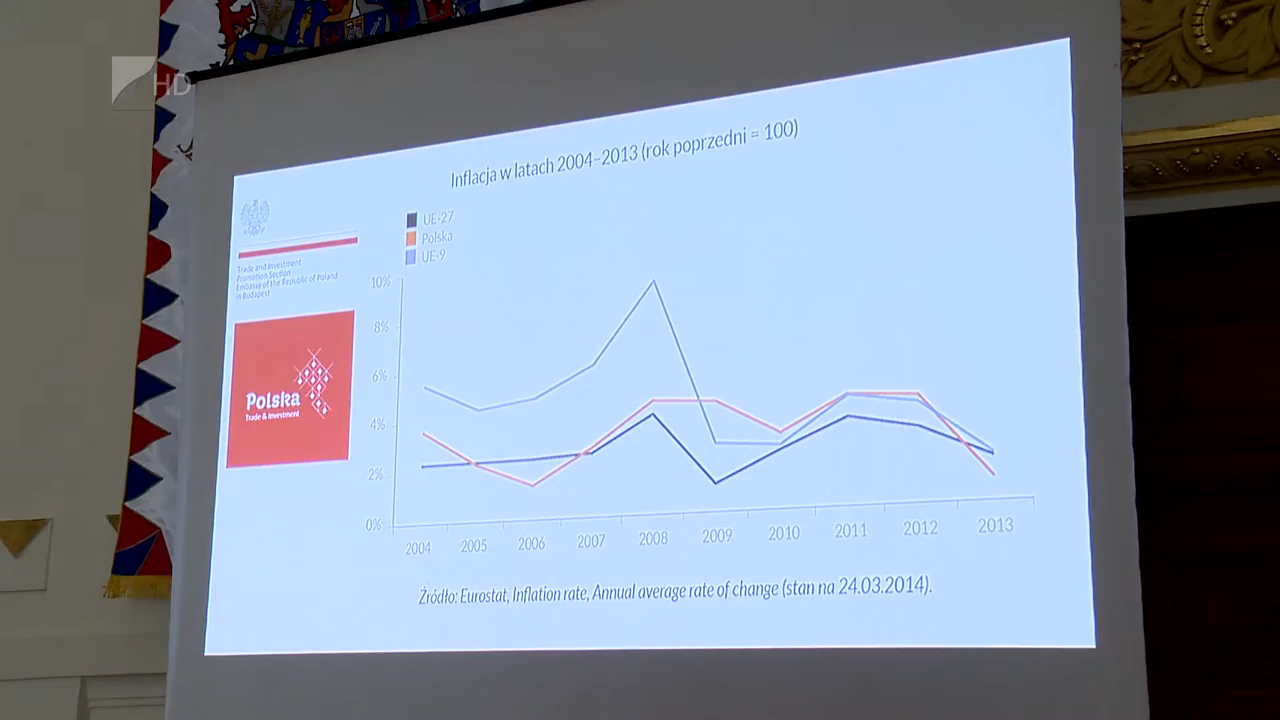 HD
Inflacja w latach 2004–2013 (rok poprzedni = 100)
UE-27
Polska
UE-9
Trade and Investment
Promotion Section
Embassy of the Republic of Poland
in Budapest
Polska
Trade & Investment
10%
8%
6%
4%
2%
0%
2004 2005 2006 2007 2008 2009 2010 2011 2012 2013
Źródło: Eurostat, Inflation rate, Annual average rate of change (stan na 24.03.2014).